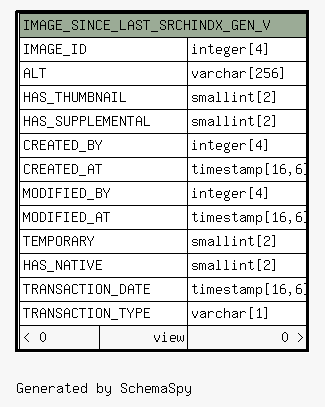 IMAGE_SINCE_LAST_SRCHINDX_GEN_V
IMAGE_ID integer[4]
ALT varchar[256]
HAS_THUMBNAIL smallint[2]
HAS_SUPPLEMENTAL smallint[2]
CREATED_BY integer[4]
CREATED_AT timestamp[16,6]
MODIFIED_BY integer[4]
MODIFIED_AT timestamp[16,6]
TEMPORARY smallint[2]
HAS_NATIVE smallint[2]
TRANSACTION_DATE timestamp[16,6]
TRANSACTION_TYPE varchar[1]
< 0 view 0 >
Generated by SchemaSpy